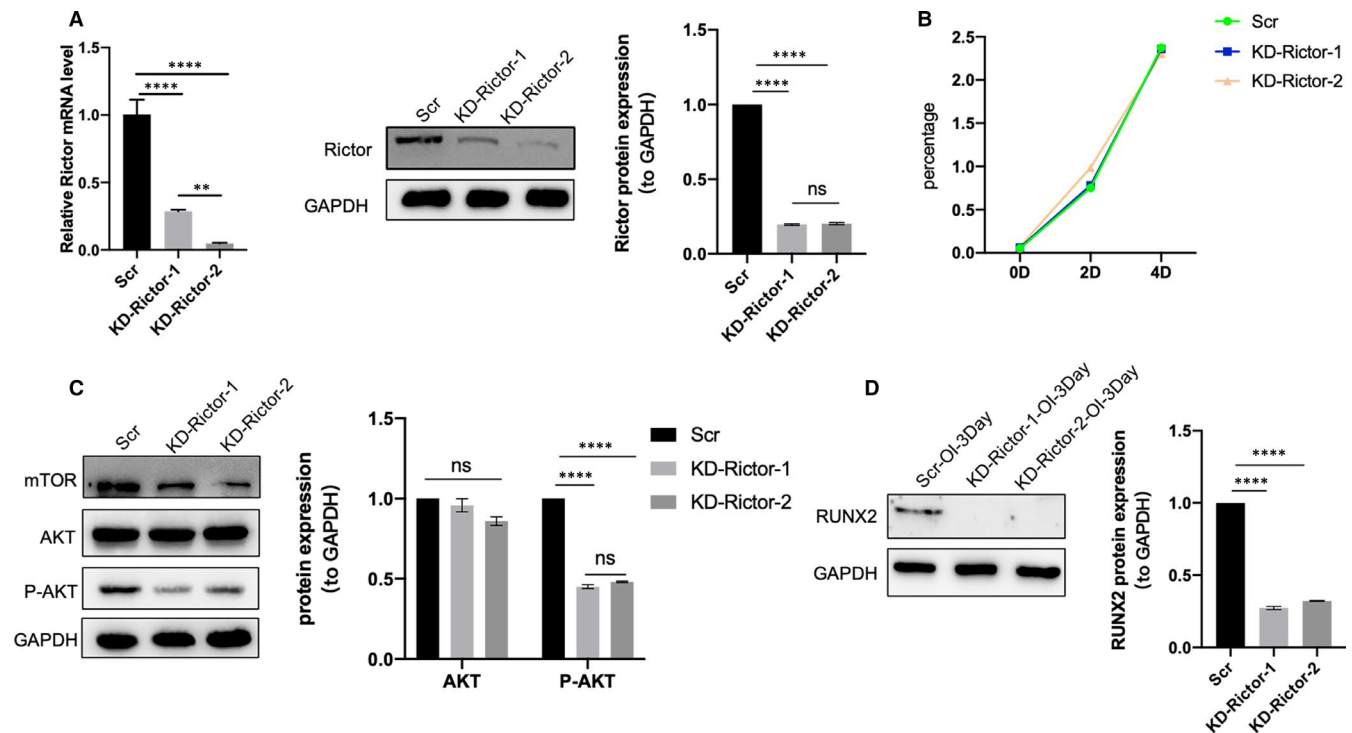 A
Relative Rictor mRNA level
1.5
1.0
0.5
0.0
****
****
**
Scr
KD-Rictor-1
KD-Rictor-2
Scr
KD-Rictor-1
KD-Rictor-2
Rictor
GAPDH
Rictor protein expression
(to GAPDH)
1.5
1.0
0.5
0.0
****
****
ns
Scr
KD-Rictor-1
KD-Rictor-2
B
percentage
2.5
2.0
1.5
1.0
0.5
0.0
0D
2D
4D
Scr
KD-Rictor-1
KD-Rictor-2
C
Scr
KD-Rictor-1
KD-Rictor-2
mTOR
AKT
P-AKT
GAPDH
protein expression
(to GAPDH)
1.5
1.0
0.5
0.0
ns
****
****
ns
AKT
P-AKT
Scr
KD-Rictor-1
KD-Rictor-2
D
Scr-OI-3Day
KD-Rictor-1-OI-3Day
KD-Rictor-2-OI-3Day
RUNX2
GAPDH
RUNX2 protein expression
(to GAPDH)
1.5
1.0
0.5
0.0
****
****
Scr
KD-Rictor-1
KD-Rictor-2